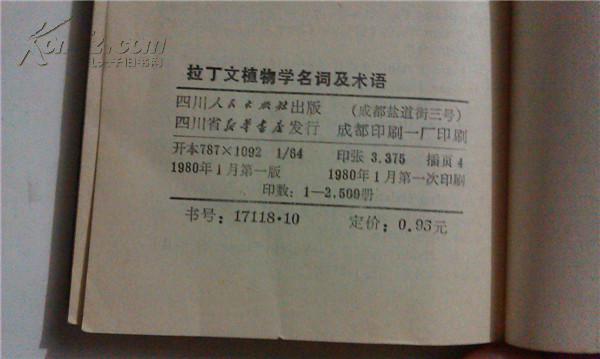 拉丁文植物学名词及术语
四川人民出版社出版 (成都盐道街三号)
四川省新华书店发行 成都印刷一厂印刷
开本787×1092 1/64 印张 3.375 插页 4
1980年1月第一版 1980年1月第一次印刷
印数: 1—2,500册
书号: 17118·10 定价: 0.93元